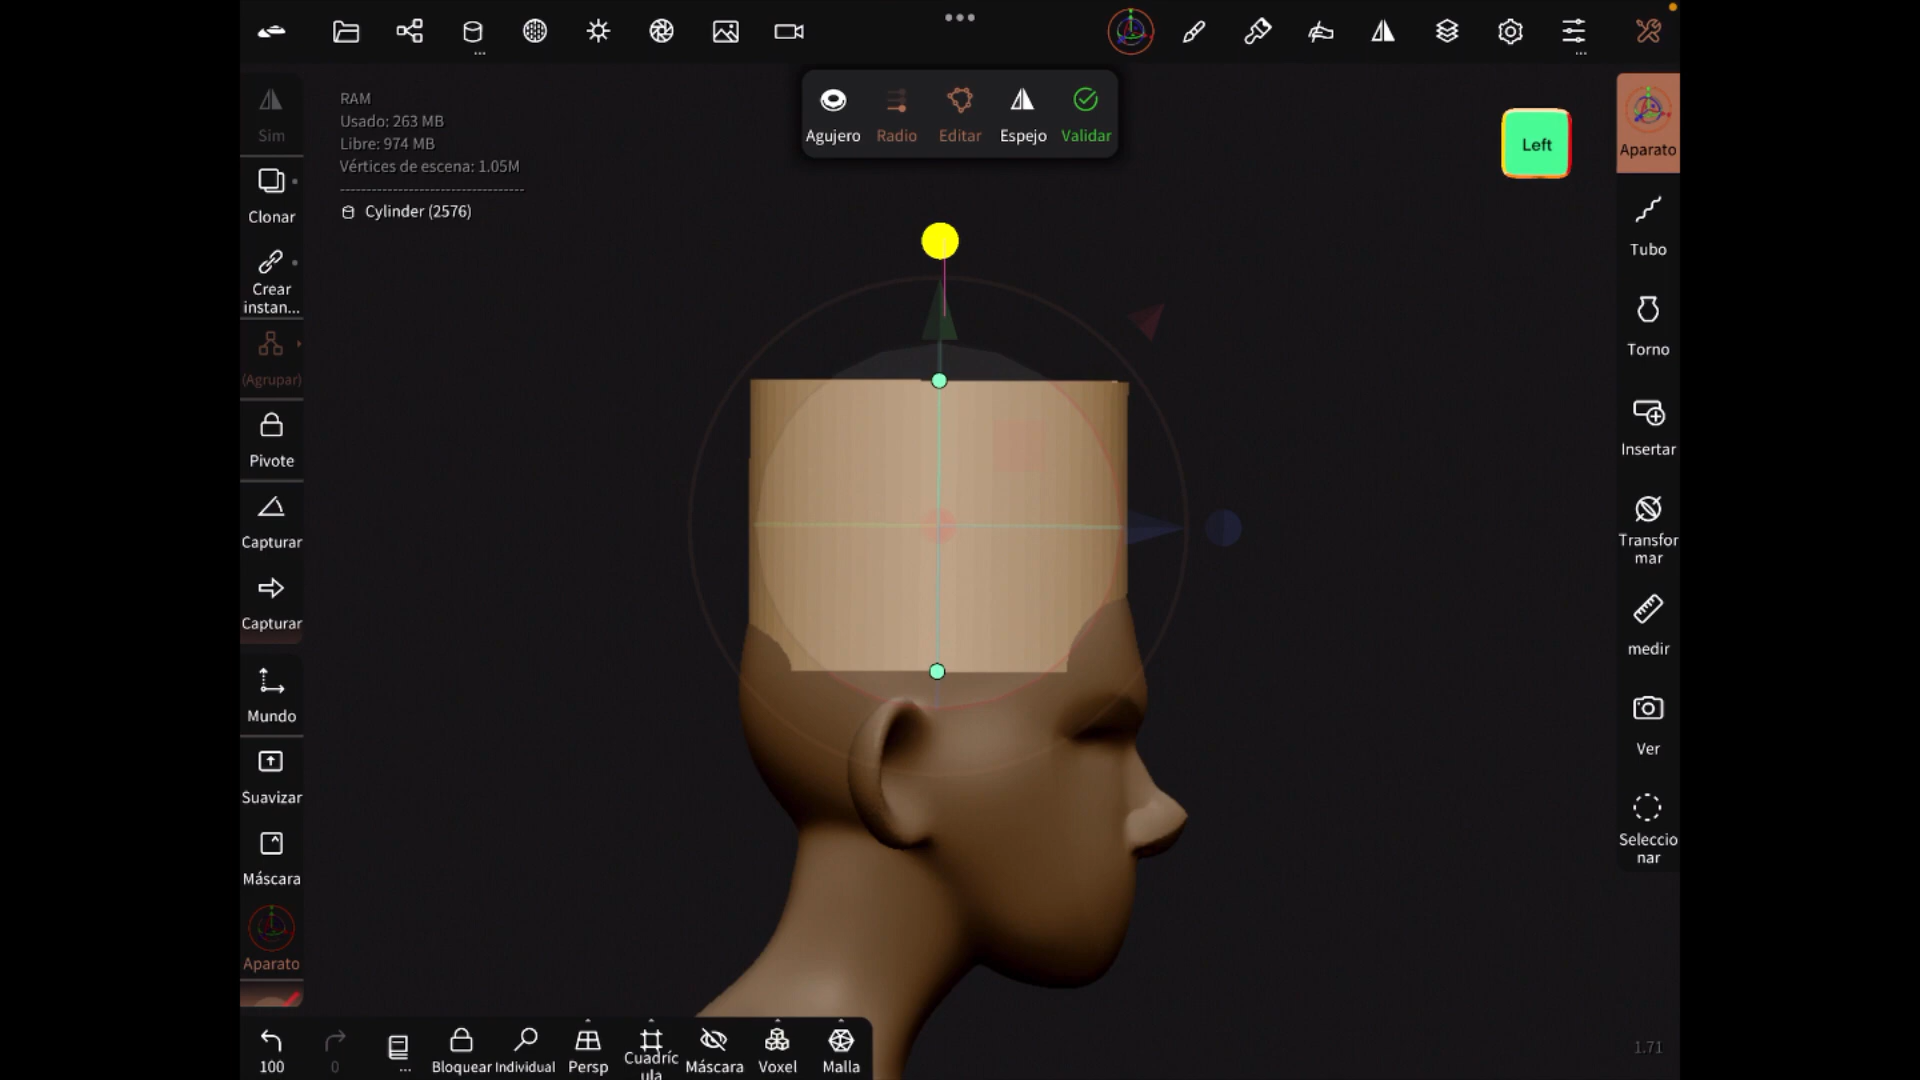 Agujero Radio Editar Espejo Validar
RAM
Usado: 263 MB
Libre: 974 MB
Vértices de escena: 1.05M
Cylinder (2576)
Left
Sim
Clonar
Crear
instan...
(Agrupar)
Pivote
Capturar
Capturar
Mundo
Suavizar
Máscara
Aparato
Aparato
Tubo
Torno
Insertar
Transfor
mar
medir
Ver
Seleccio
nar
1.71
100 0 ... Bloquear Individual Persp Cuadríc
ula
Máscara Voxel Malla